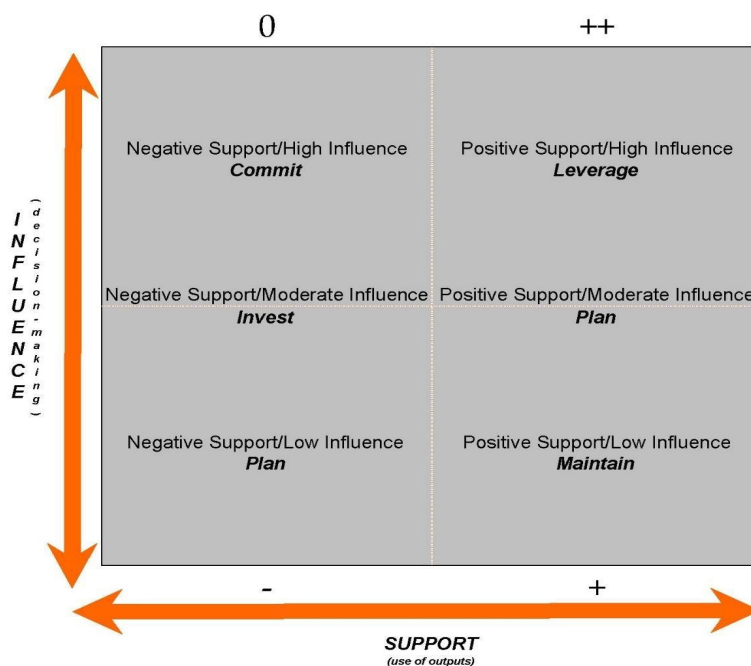 0 ++
Negative Support/High Influence Positive Support/High Influence
Commit Leverage
INFLUENCE
(decision-making)
Negative Support/Moderate Influence Positive Support/Moderate Influence
Invest Plan
Negative Support/Low Influence Positive Support/Low Influence
Plan Maintain
- +
SUPPORT
(use of outputs)